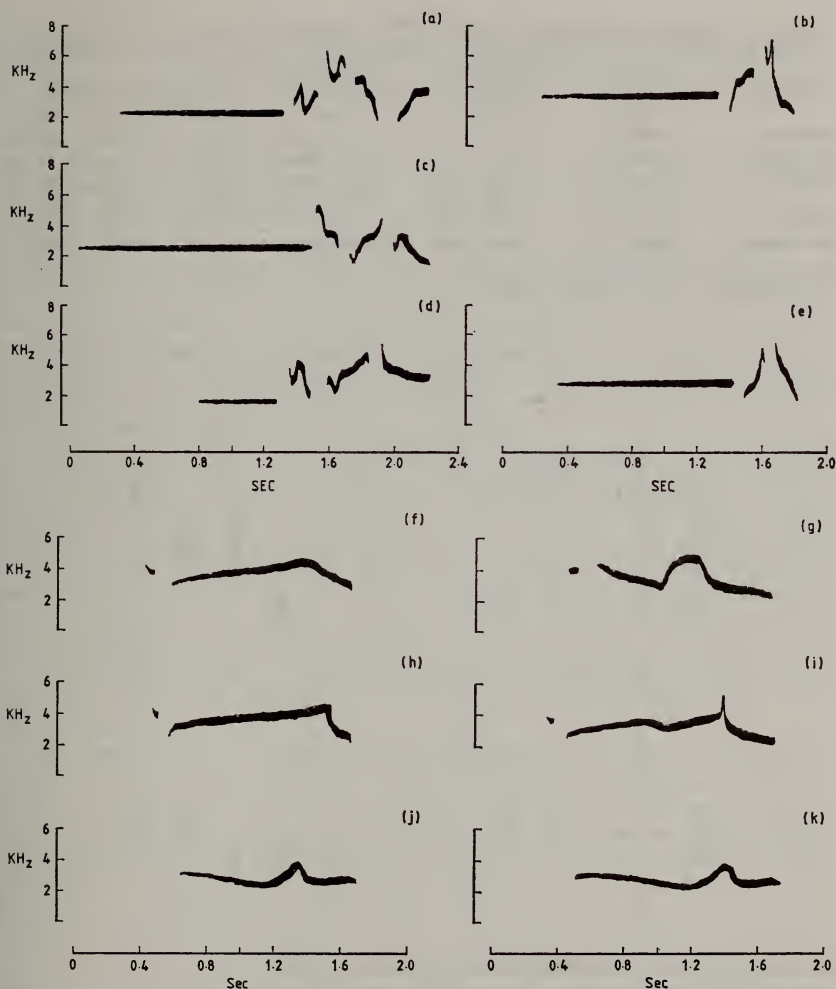 (a) (b)
8 6 4 2 KHz
(c)
8 6 4 2 KHz
(d) (e)
8 6 4 2 KHz
0 0.4 0.8 1.2 1.6 2.0 2.4 0.4 0.8 1.2 1.6 2.0
SEC SEC
(f) (g)
6 4 2 KHz
(h) (i)
6 4 2 KHz
(j) (k)
6 4 2 KHz
0 0.4 0.8 1.2 1.6 2.0 0 0.4 0.8 1.2 1.6 2.0
Sec Sec